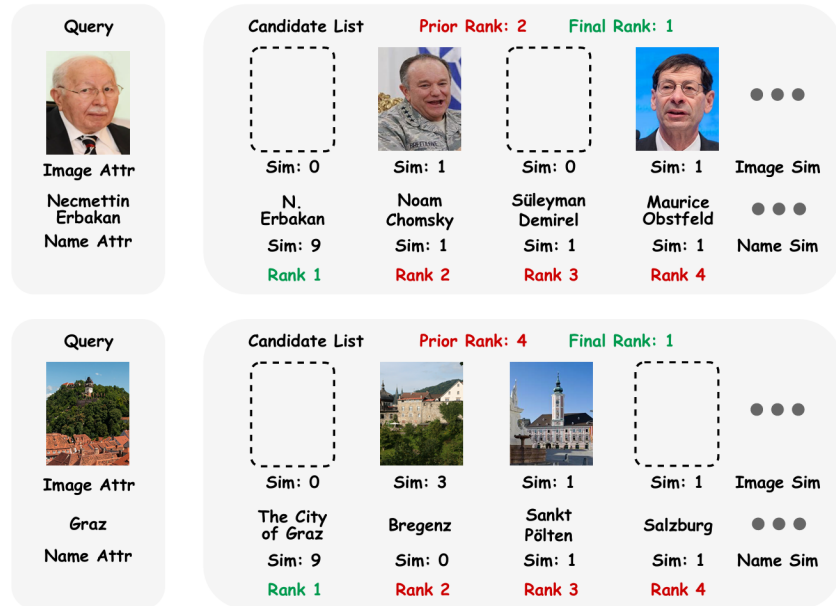 Query
Candidate List Prior Rank: 2 Final Rank: 1
Image Attr Sim: 0 Sim: 1 Sim: 0 Sim: 1 Image Sim
Necmettin N. Noam Süleyman Maurice
Erbakan Erbakan Chomsky Demirel Obstfeld
Name Attr Sim: 9 Sim: 1 Sim: 1 Sim: 1 Name Sim
Rank 1 Rank 2 Rank 3 Rank 4
Query
Candidate List Prior Rank: 4 Final Rank: 1
Image Attr Sim: 0 Sim: 3 Sim: 1 Sim: 1 Image Sim
Graz The City Bregenz Sankt Salzburg
of Graz Pölten
Name Attr Sim: 9 Sim: 0 Sim: 1 Sim: 1 Name Sim
Rank 1 Rank 2 Rank 3 Rank 4